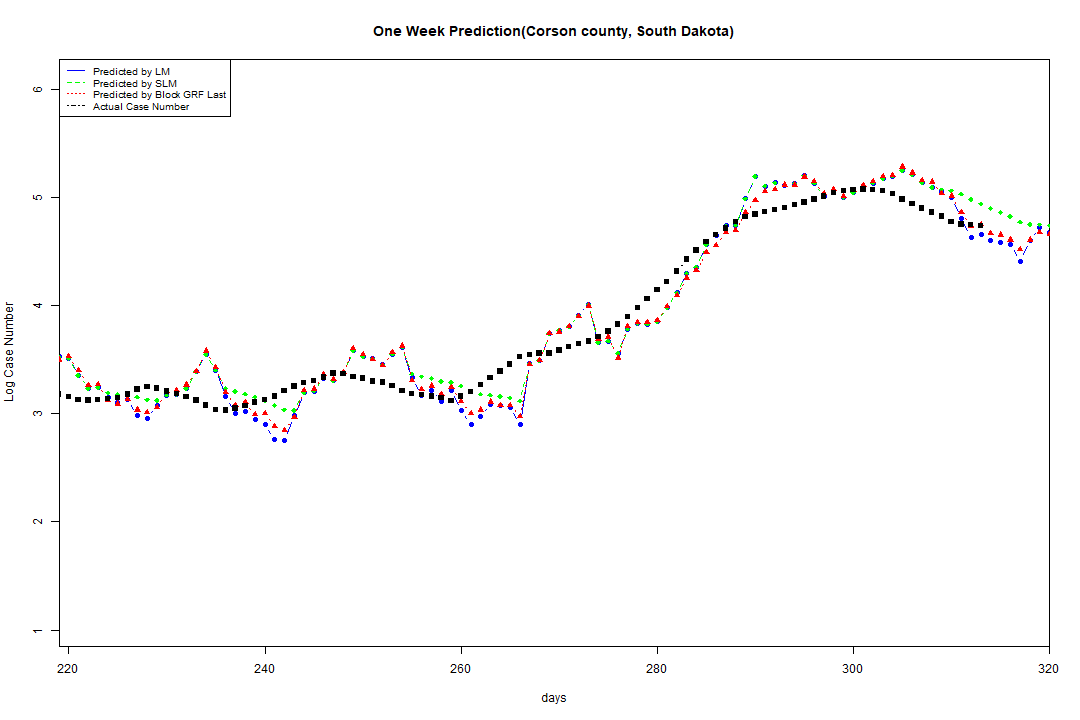 One Week Prediction(Corson county, South Dakota)
Predicted by LM
Predicted by SLM
Predicted by Block GRF Last
Actual Case Number
6
5
4
3
2
1
Log Case Number
220 240 260 280 300 320
days